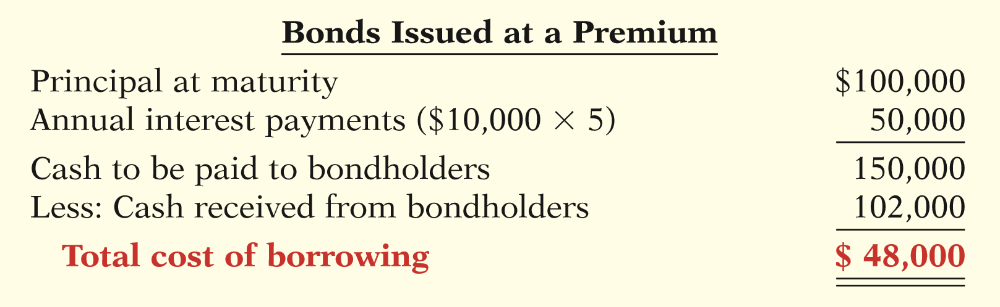 Bonds Issued at a Premium
Principal at maturity $100,000
Annual interest payments ($10,000 × 5) 50,000
Cash to be paid to bondholders 150,000
Less: Cash received from bondholders 102,000
Total cost of borrowing $ 48,000